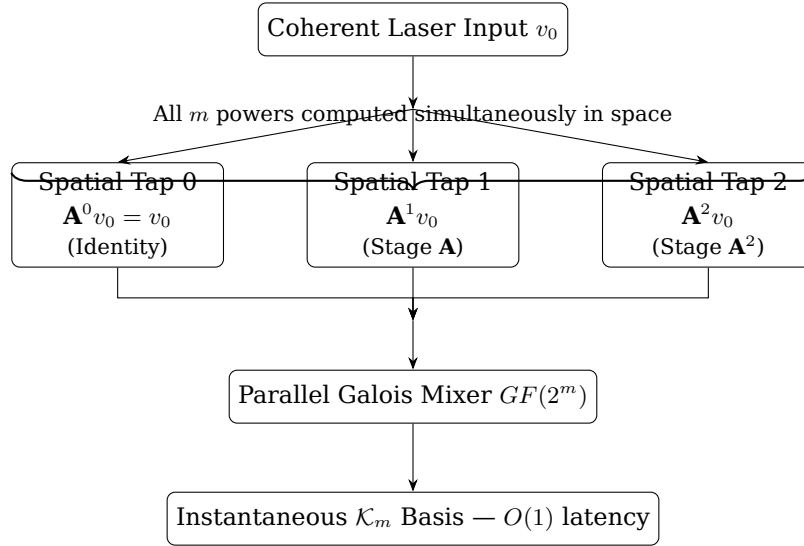 Coherent Laser Input v₀
All m powers computed simultaneously in space
Spatial Tap 0
A⁰v₀ = v₀
(Identity)
Spatial Tap 1
A¹v₀
(Stage A)
Spatial Tap 2
A²v₀
(Stage A²)
Parallel Galois Mixer GF(2ᵐ)
Instantaneous 𝒦ₘ Basis — O(1) latency